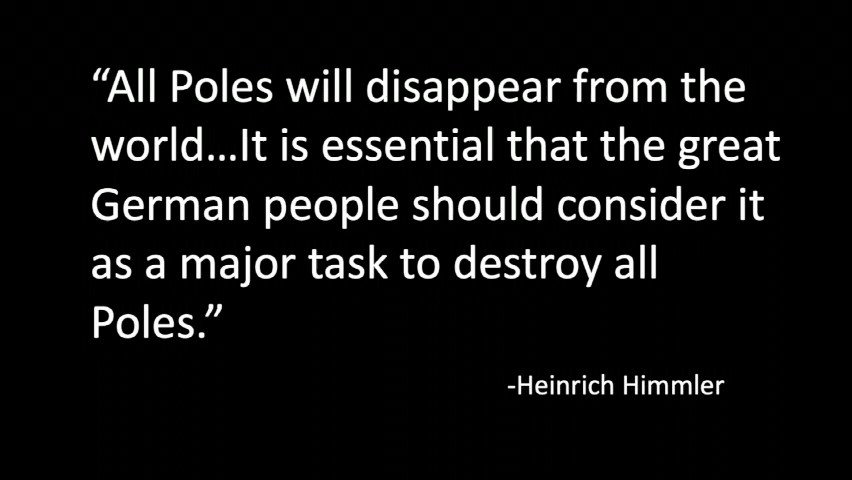 “All Poles will disappear from the
world…It is essential that the great
German people should consider it
as a major task to destroy all
Poles.”
-Heinrich Himmler